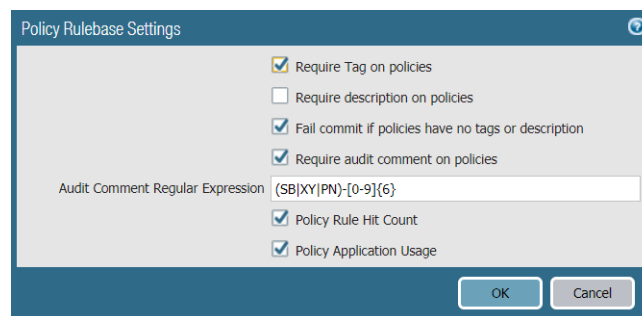 Policy Rulebase Settings
Require Tag on policies
Require description on policies
Fail commit if policies have no tags or description
Require audit comment on policies
Audit Comment Regular Expression (SB|XY|PN)-[0-9]{6}
Policy Rule Hit Count
Policy Application Usage
OK Cancel